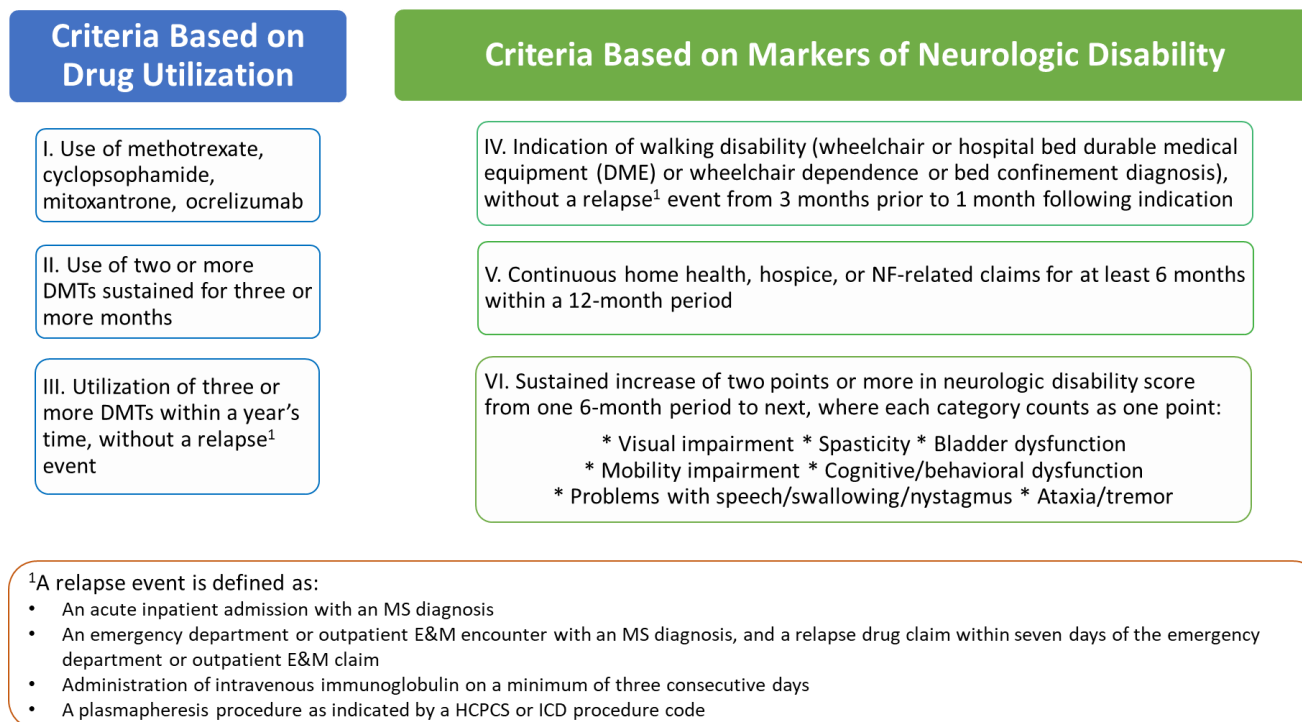 Criteria Based on
Drug Utilization
Criteria Based on Markers of Neurologic Disability
I. Use of methotrexate,
cyclopsophamide,
mitoxantrone, ocrelizumab
II. Use of two or more
DMTs sustained for three or
more months
III. Utilization of three or
more DMTs within a year’s
time, without a relapse¹
event
IV. Indication of walking disability (wheelchair or hospital bed durable medical
equipment (DME) or wheelchair dependence or bed confinement diagnosis),
without a relapse¹ event from 3 months prior to 1 month following indication
V. Continuous home health, hospice, or NF-related claims for at least 6 months
within a 12-month period
VI. Sustained increase of two points or more in neurologic disability score
from one 6-month period to next, where each category counts as one point:
* Visual impairment * Spasticity * Bladder dysfunction
* Mobility impairment * Cognitive/behavioral dysfunction
* Problems with speech/swallowing/nystagmus * Ataxia/tremor
¹A relapse event is defined as:
• An acute inpatient admission with an MS diagnosis
• An emergency department or outpatient E&M encounter with an MS diagnosis, and a relapse drug claim within seven days of the emergency
department or outpatient E&M claim
• Administration of intravenous immunoglobulin on a minimum of three consecutive days
• A plasmapheresis procedure as indicated by a HCPCS or ICD procedure code